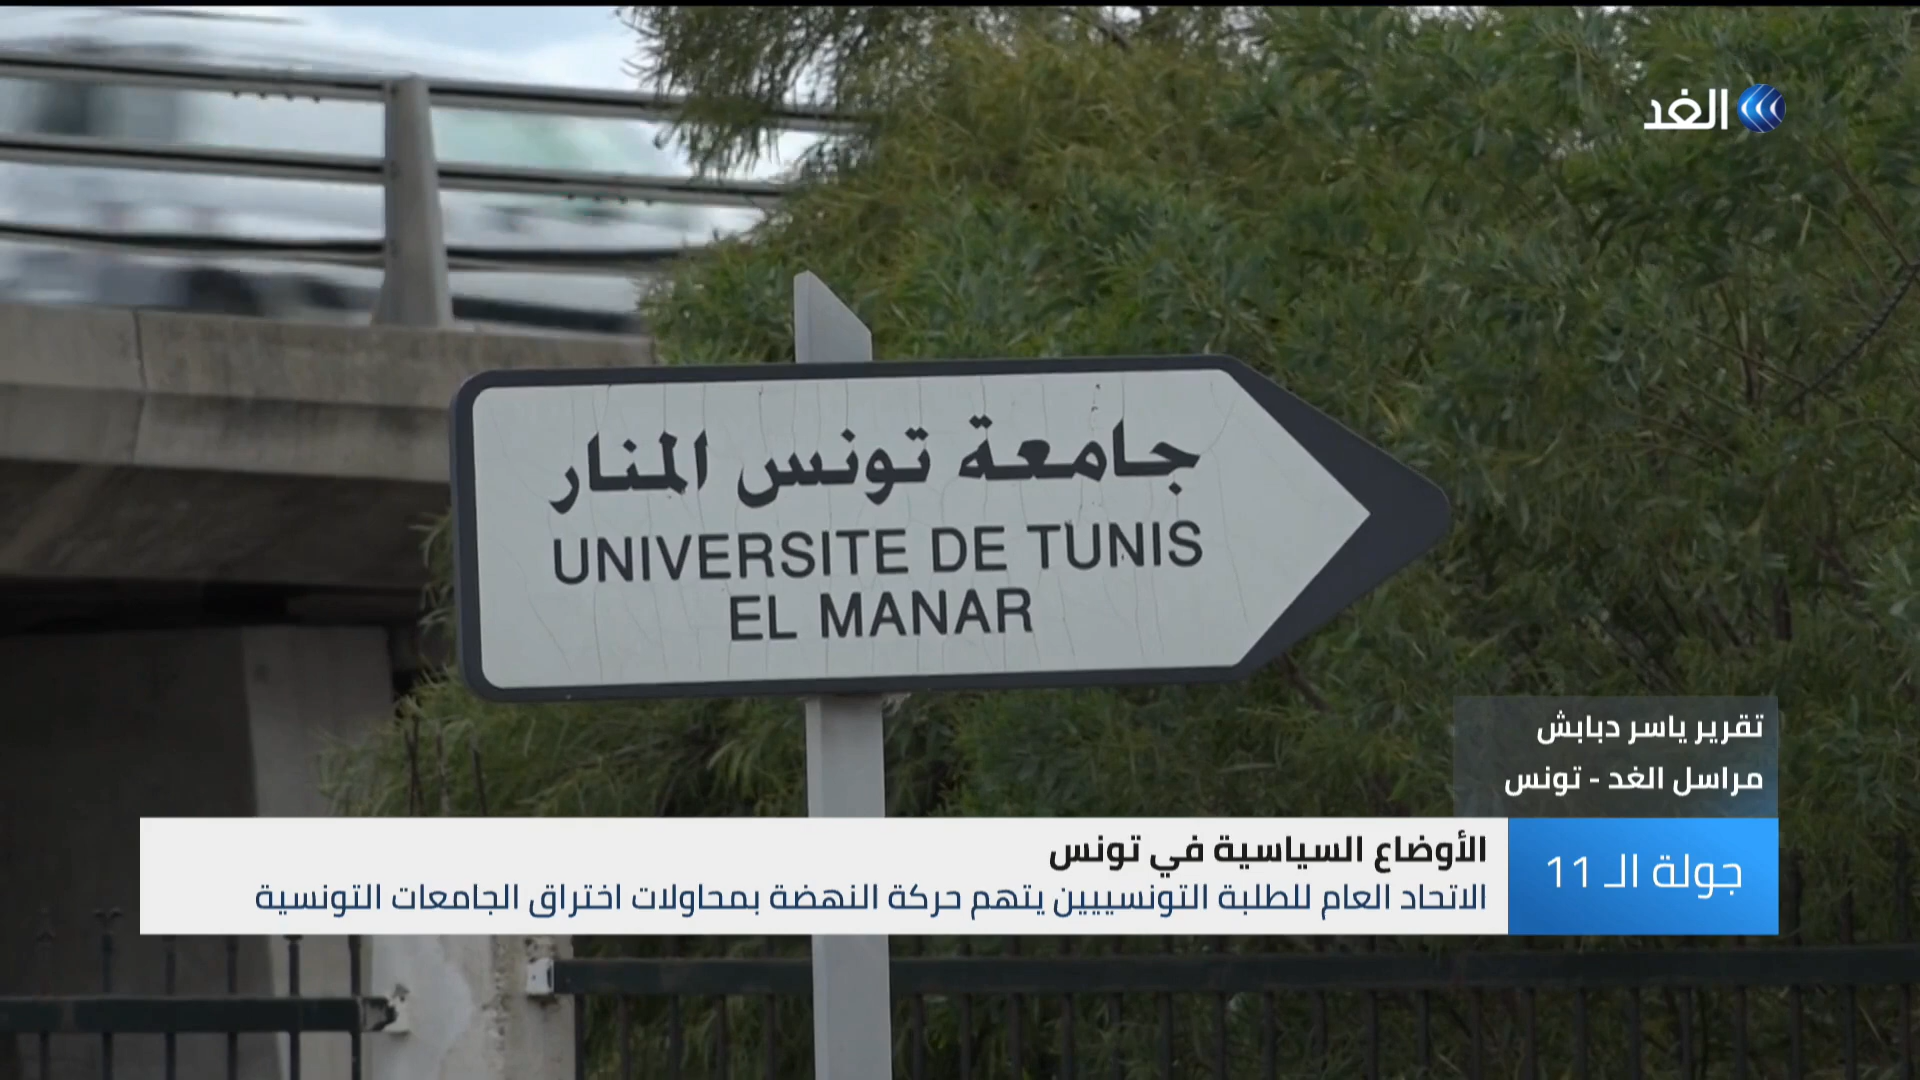 الغد
جامعة تونس المنار
UNIVERSITE DE TUNIS
EL MANAR
تقرير ياسر دبابش
مراسل الغد - تونس
جولة الـ 11
الأوضاع السياسية في تونس
الاتحاد العام للطلبة التونسييين يتهم حركة النهضة بمحاولات اختراق الجامعات التونسية